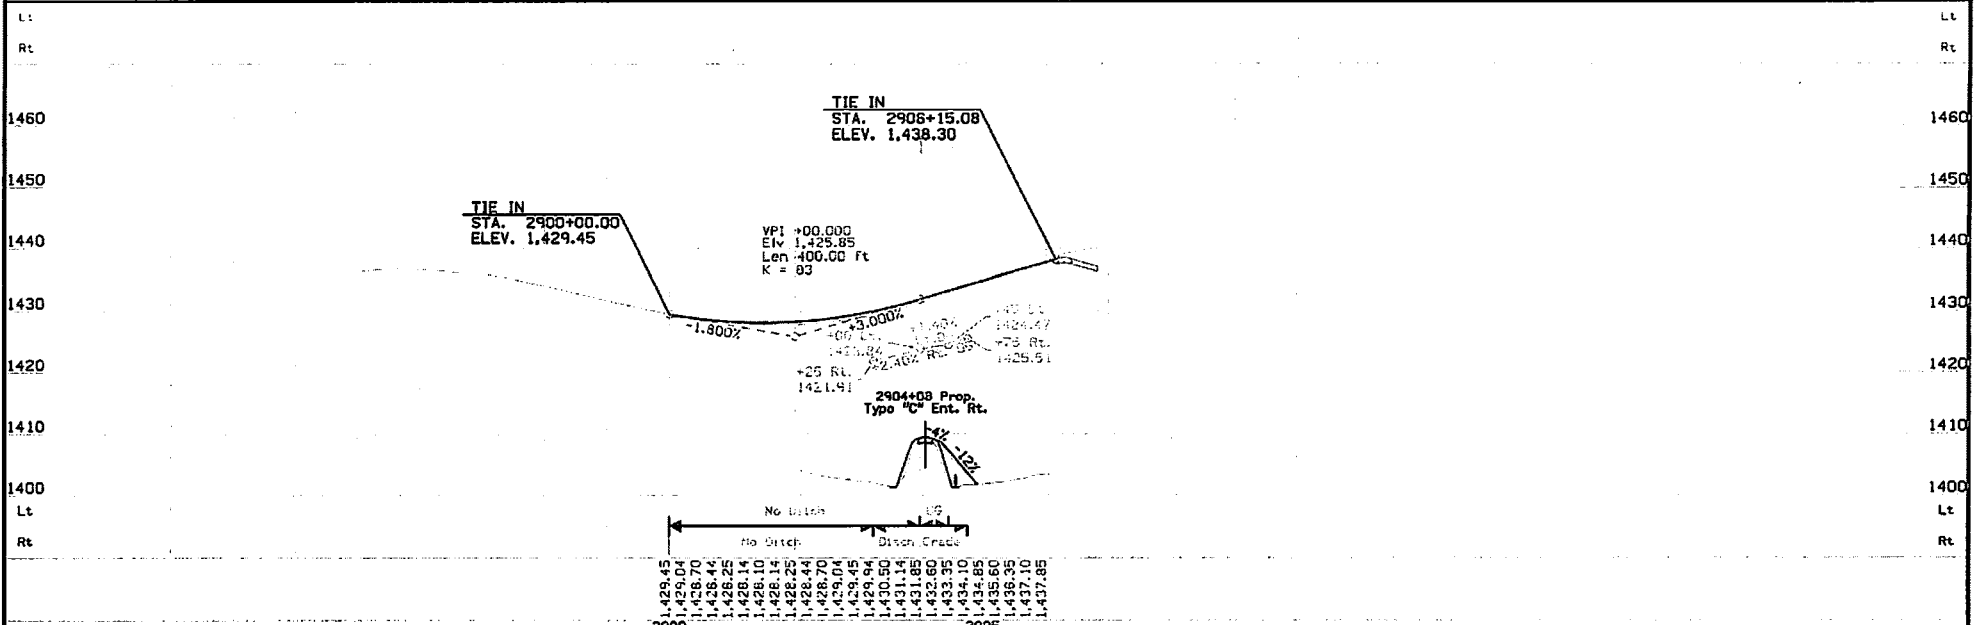 Lt
Lt
Rt
Rt
TIE IN
STA. 2906+15.08
ELEV. 1,438.30
1460
1460
1450
1450
TIE IN
STA. 2900+00.00
ELEV. 1,429.45
VPI +00.000
Elv 1,425.85
Len 400.00 ft
K = 83
1440
1440
1430
1430
-1.800%
+3.000%
1424.47
+75 Rt.
1425.51
+2.40% Rt.
1420
1420
+25 Rt.
1421.91
2904+08 Prop.
Type "C" Ent. Rt.
1410
1410
-4%
-12%
1400
1400
Lt
No Ditch
UG
Lt
Rt
No Ditch
Ditch Grade
Rt
1,429.45
1,429.04
1,428.70
1,428.44
1,428.25
1,428.14
1,428.10
1,428.14
1,428.25
1,428.44
1,428.70
1,429.04
1,429.45
1,429.94
1,430.50
1,431.14
1,431.85
1,432.60
1,433.35
1,434.10
1,434.85
1,435.60
1,436.35
1,437.10
1,437.85